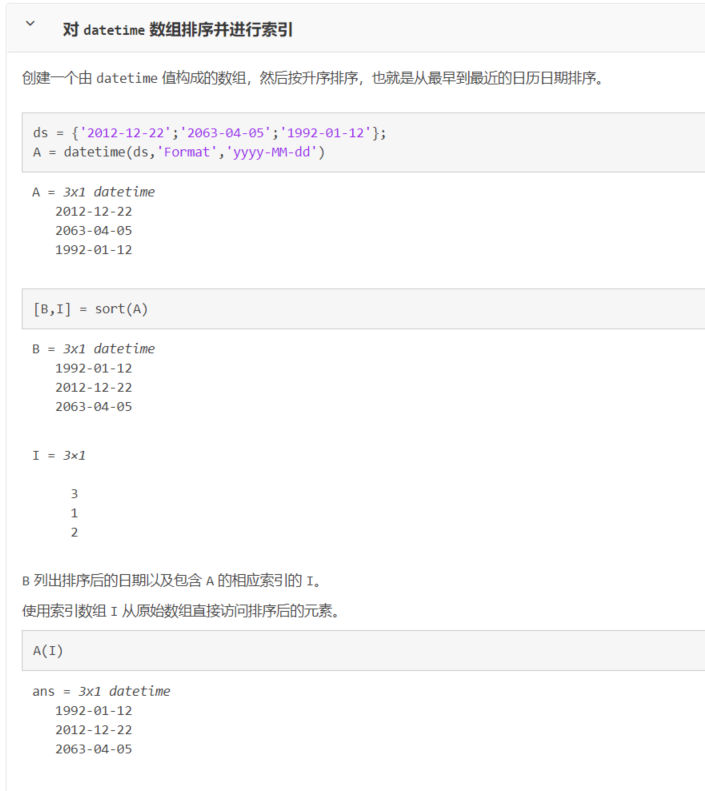 对 datetime 数组排序并进行索引
创建一个由 datetime 值构成的数组，然后按升序排序，也就是从最早到最近的日历日期排序。
ds = {'2012-12-22';'2063-04-05';'1992-01-12'};
A = datetime(ds,'Format','yyyy-MM-dd')
A = 3x1 datetime
2012-12-22
2063-04-05
1992-01-12
[B,I] = sort(A)
B = 3x1 datetime
1992-01-12
2012-12-22
2063-04-05
I = 3×1
3
1
2
B 列出排序后的日期以及包含 A 的相应索引的 I。
使用索引数组 I 从原始数组直接访问排序后的元素。
A(I)
ans = 3x1 datetime
1992-01-12
2012-12-22
2063-04-05